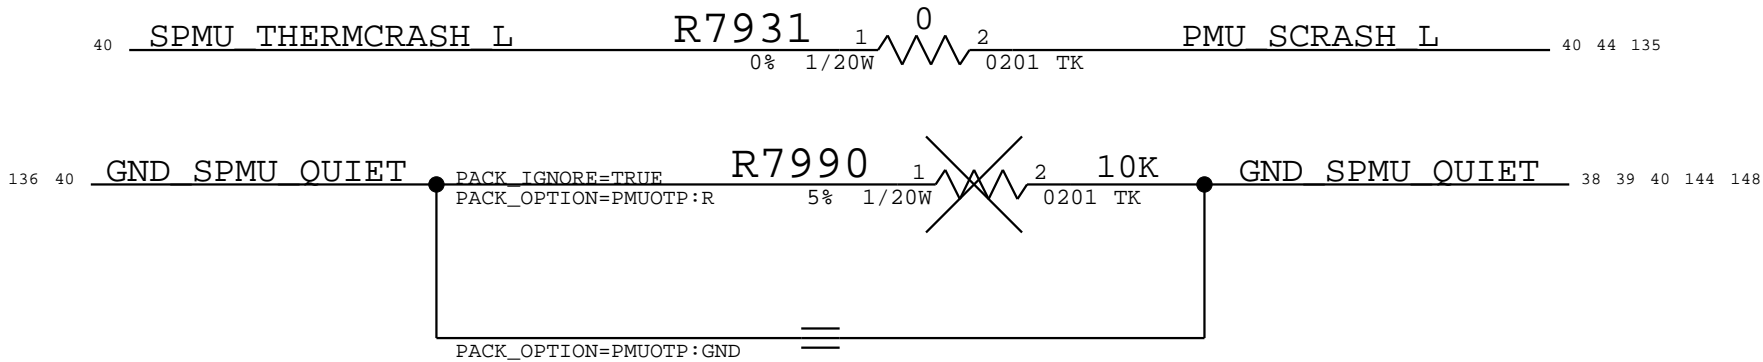 40 SPMU_THERMCRASH_L R7931 1 0 2 PMU_SCRASH_L 40 44 135
0% 1/20W 0201 TK
136 40 GND_SPMU_QUIET PACK_IGNORE=TRUE R7990 1 2 10K GND_SPMU_QUIET 38 39 40 144 148
PACK_OPTION=PMUOTP:R 5% 1/20W 0201 TK
PACK_OPTION=PMUOTP:GND